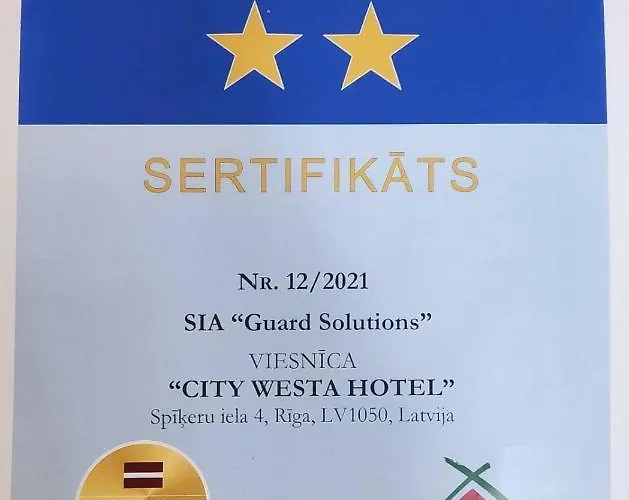 SERTIFIKĀTS
NR. 12/2021
SIA “Guard Solutions”
VIESNĪCA
“CITY WESTA HOTEL”
Spīķeru iela 4, Rīga, LV1050, Latvija